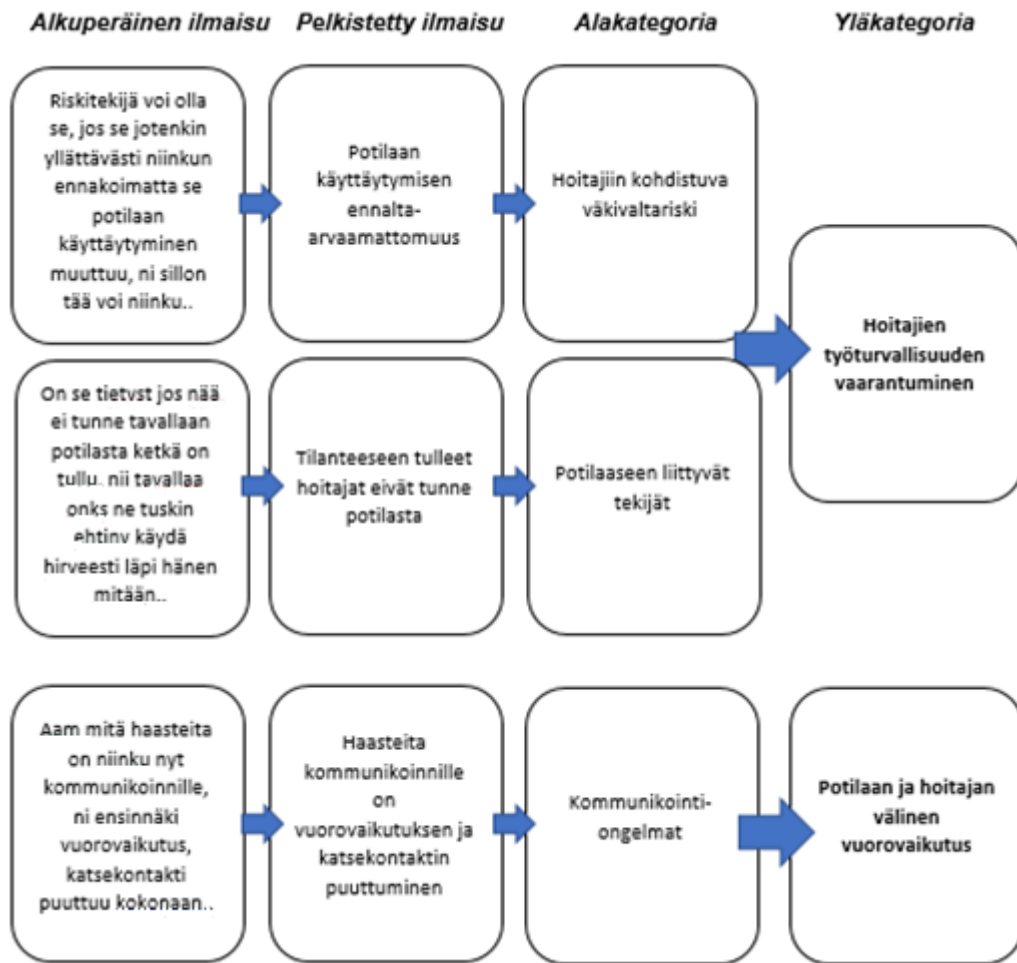 Alkuperäinen ilmaisu
Pelkistetty ilmaisu
Alakategoria
Yläkategoria
Riskitekijä voi olla
se, jos se jotenkin
yllättävästi niinkun
ennakoimatta se
potilaan
käyttäytyminen
muuttuu, ni sillon
tää voi niinku..
Potilaan
käyttäytymisen
ennalta-
arvaamattomuus
Hoitajiin kohdistuva
väkivaltariski
Hoitajien
työturvallisuuden
vaarantuminen
On se tietvst jos nää
ei tunne tavallaan
potilasta ketkä on
tullu. nii tavallaa
onks ne tuskin
ehtiny käydä
hirveesti läpi hänen
mitään..
Tilanteeseen tulleet
hoitajat eivät tunne
potilasta
Potilaaseen liittyvät
tekijät
Aam mitä haasteita
on niinku nyt
kommunikoinnille,
ni ensinnäki
vuorovaikutus,
katsekontakti
puuttuu kokonaan..
Haasteita
kommunikoinnille
on
vuorovaikutuksen ja
katsekontaktin
puuttuminen
Kommunikointi-
ongelmat
Potilaan ja hoitajan
välinen
vuorovaikutus